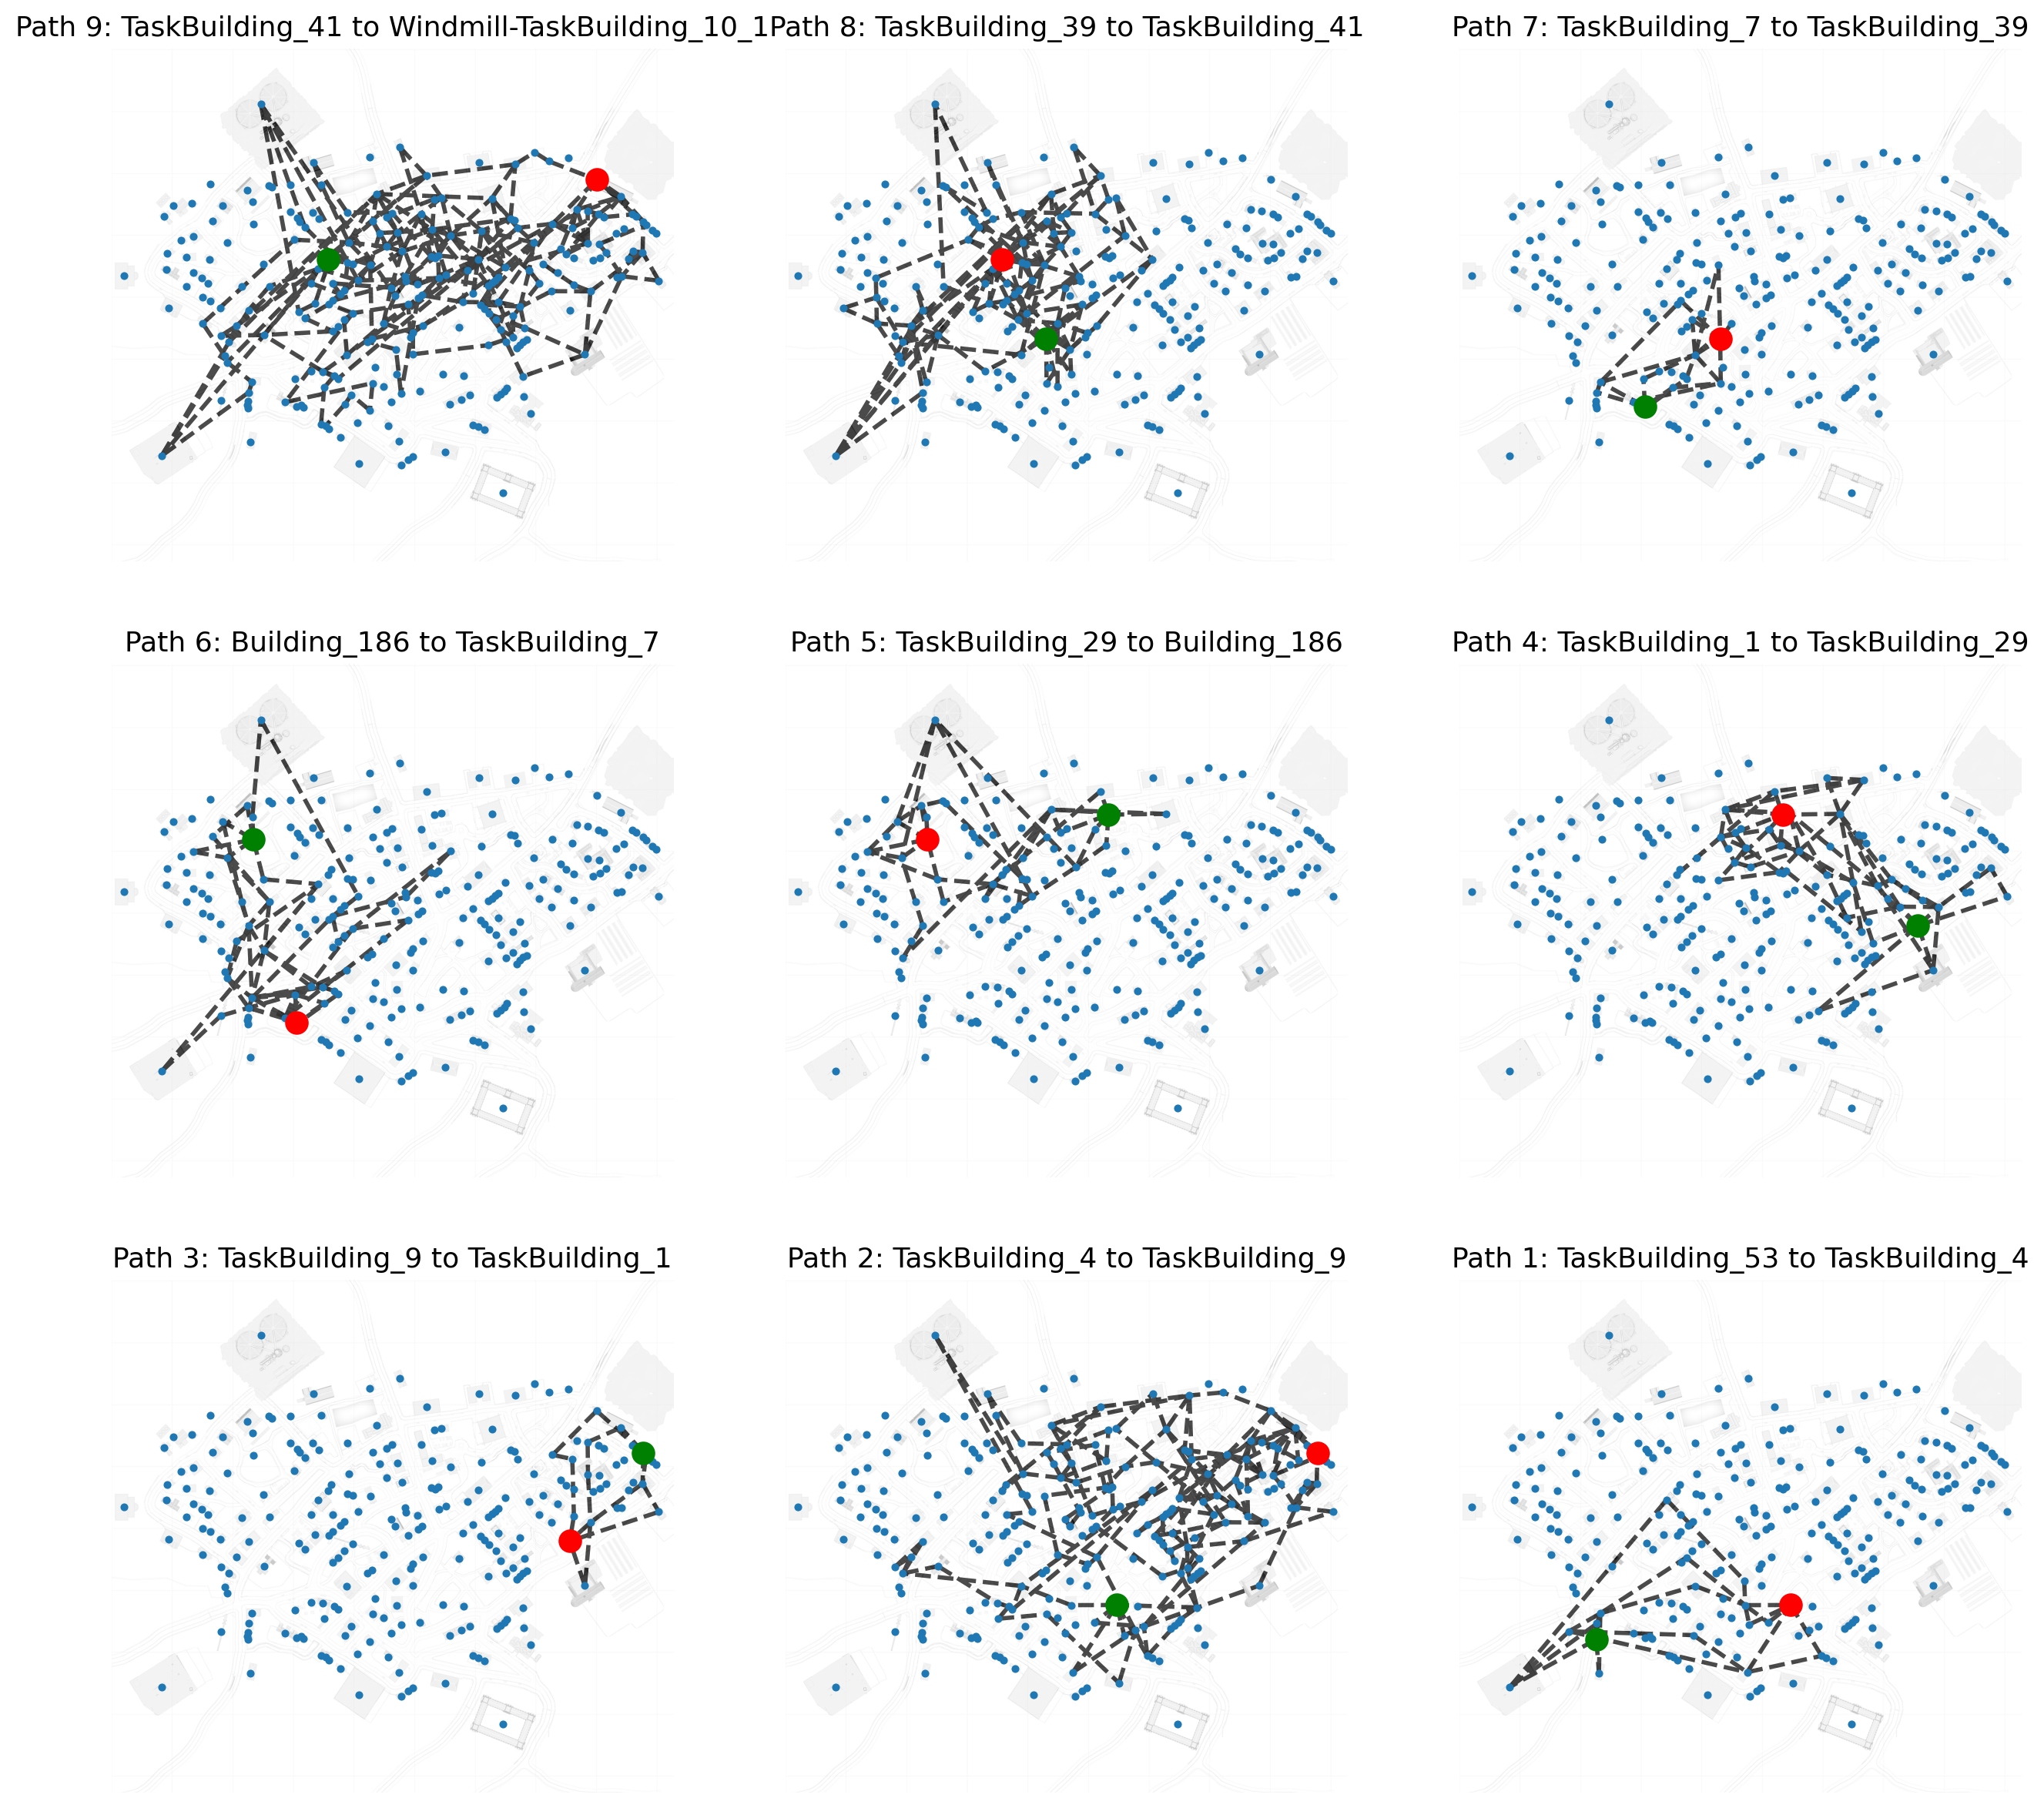 Path 9: TaskBuilding_41 to Windmill-TaskBuilding_10_1
Path 8: TaskBuilding_39 to TaskBuilding_41
Path 7: TaskBuilding_7 to TaskBuilding_39
Path 6: Building_186 to TaskBuilding_7
Path 5: TaskBuilding_29 to Building_186
Path 4: TaskBuilding_1 to TaskBuilding_29
Path 3: TaskBuilding_9 to TaskBuilding_1
Path 2: TaskBuilding_4 to TaskBuilding_9
Path 1: TaskBuilding_53 to TaskBuilding_4